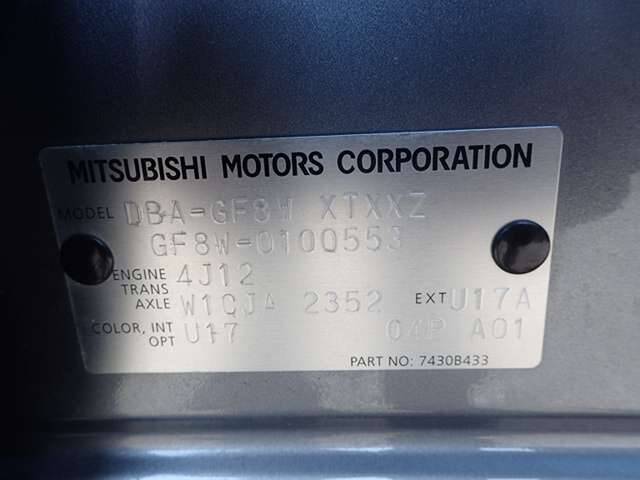 MITSUBISHI MOTORS CORPORATION
MODEL DBA-GF8W XTXXZ
GF8W-0100553
ENGINE 4J12
TRANS
AXLE W1CJA 2352 EXT U17A
COLOR, INT U17 04P A01
OPT
PART NO: 7430B433